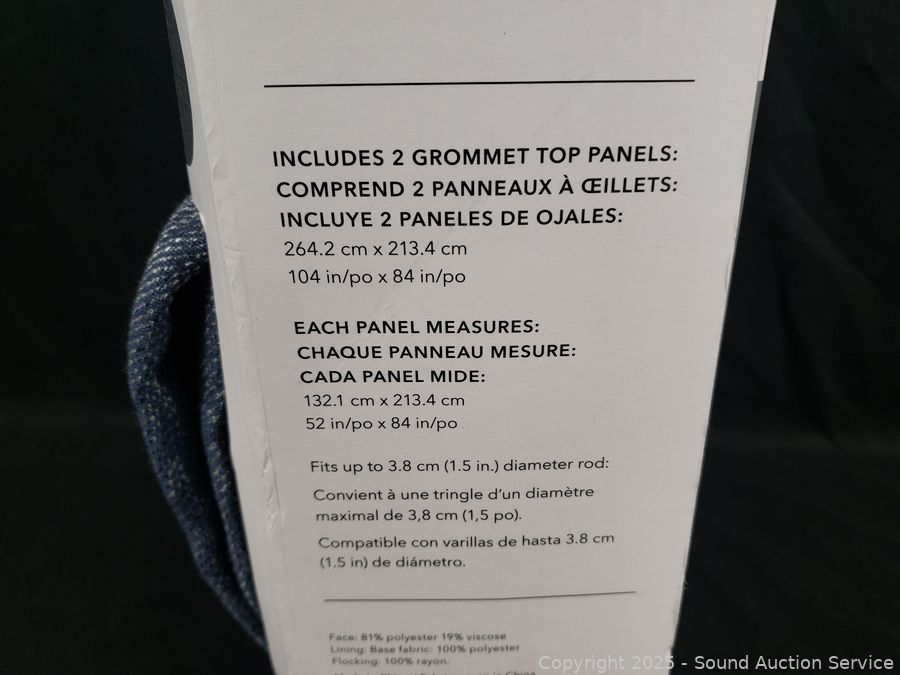 INCLUDES 2 GROMMET TOP PANELS:
COMPREND 2 PANNEAUX À ŒILLETS:
INCLUYE 2 PANELES DE OJALES:
264.2 cm x 213.4 cm
104 in/po x 84 in/po
EACH PANEL MEASURES:
CHAQUE PANNEAU MESURE:
CADA PANEL MIDE:
132.1 cm x 213.4 cm
52 in/po x 84 in/po
Fits up to 3.8 cm (1.5 in.) diameter rod:
Convient à une tringle d'un diamètre
maximal de 3,8 cm (1,5 po).
Compatible con varillas de hasta 3.8 cm
(1.5 in) de diámetro.
Face: 81% polyester 19% viscose
Lining: Base fabric: 100% polyester
Flocking: 100% rayon.
in China
Copyright 2025 - Sound Auction Service